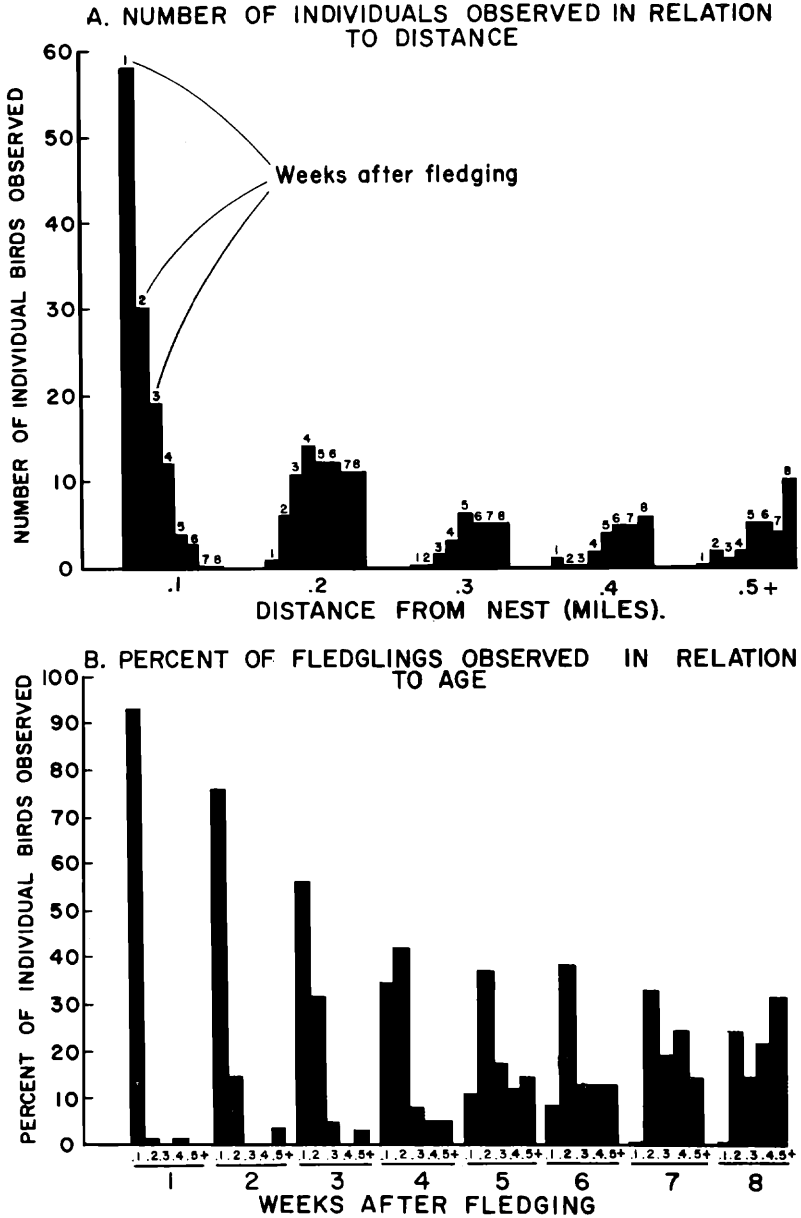 A. NUMBER OF INDIVIDUALS OBSERVED IN RELATION
TO DISTANCE
NUMBER OF INDIVIDUAL BIRDS OBSERVED
60
50
40
30
20
10
0
Weeks after fledging
1 2 3 4 5 6 7 8
1 2 3 4 5 6 7 8
1 2 3 4 5 6 7 8
1 2 3 4 5 6 7 8
1 2 3 4 5 6 7 8
.1 .2 .3 .4 .5+
DISTANCE FROM NEST (MILES).
B. PERCENT OF FLEDGLINGS OBSERVED IN RELATION
TO AGE
PERCENT OF INDIVIDUAL BIRDS OBSERVED
100
90
80
70
60
50
40
30
20
10
0
.1 .2 .3 .4 .5+ .1 .2 .3 .4 .5+ .1 .2 .3 .4 .5+ .1 .2 .3 .4 .5+ .1 .2 .3 .4 .5+ .1 .2 .3 .4 .5+ .1 .2 .3 .4 .5+ .1 .2 .3 .4 .5+
1 2 3 4 5 6 7 8
WEEKS AFTER FLEDGING